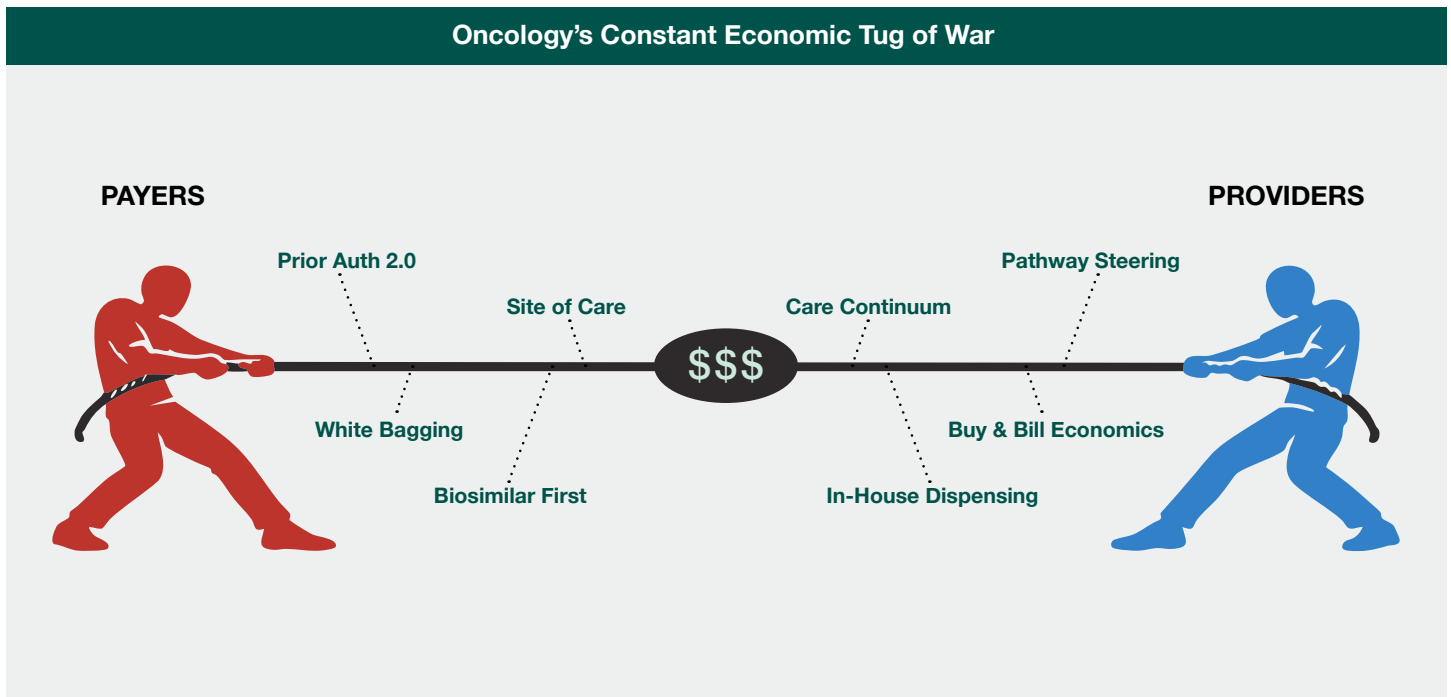 Oncology’s Constant Economic Tug of War
PAYERS
PROVIDERS
Prior Auth 2.0
Pathway Steering
Site of Care
Care Continuum
$$$
White Bagging
Buy & Bill Economics
Biosimilar First
In-House Dispensing